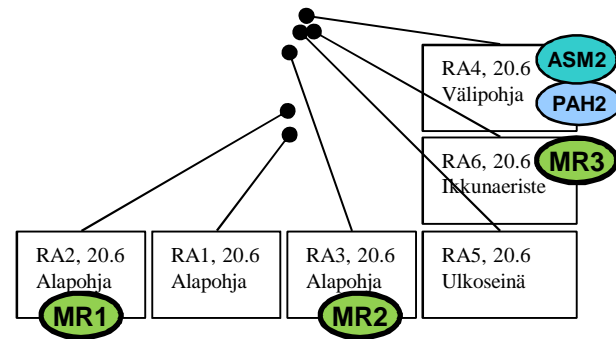 RA4, 20.6
Välipohja
ASM2
PAH2
RA6, 20.6
Ikkunaeriste
MR3
RA2, 20.6
Alapohja
MR1
RA1, 20.6
Alapohja
RA3, 20.6
Alapohja
MR2
RA5, 20.6
Ulkoseinä